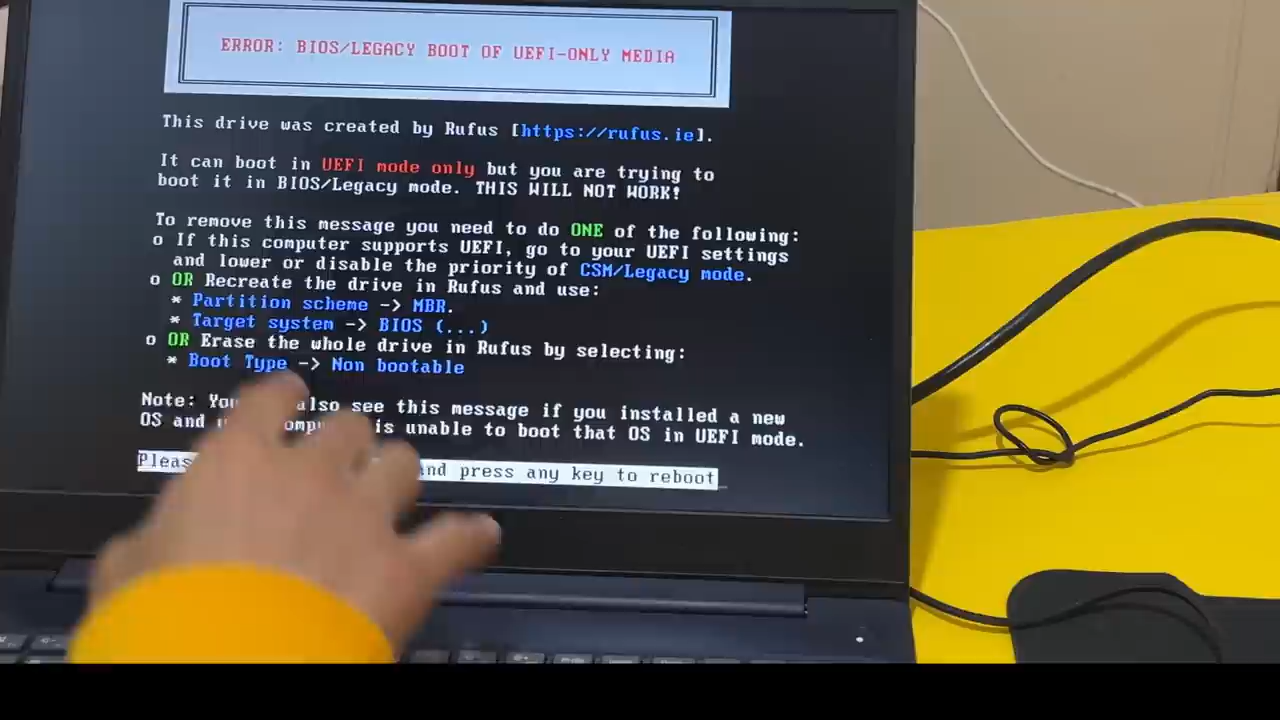 ERROR: BIOS/LEGACY BOOT OF UEFI-ONLY MEDIA
This drive was created by Rufus [https://rufus.ie].
It can boot in UEFI mode only but you are trying to
boot it in BIOS/Legacy mode. THIS WILL NOT WORK!
To remove this message you need to do ONE of the following:
o If this computer supports UEFI, go to your UEFI settings
and lower or disable the priority of CSM/Legacy mode.
o OR Recreate the drive in Rufus and use:
* Partition scheme -> MBR.
* Target system -> BIOS (...)
o OR Erase the whole drive in Rufus by selecting:
* Boot Type -> Non bootable
Note: also see this message if you installed a new
OS and is unable to boot that OS in UEFI mode.
and press any key to reboot